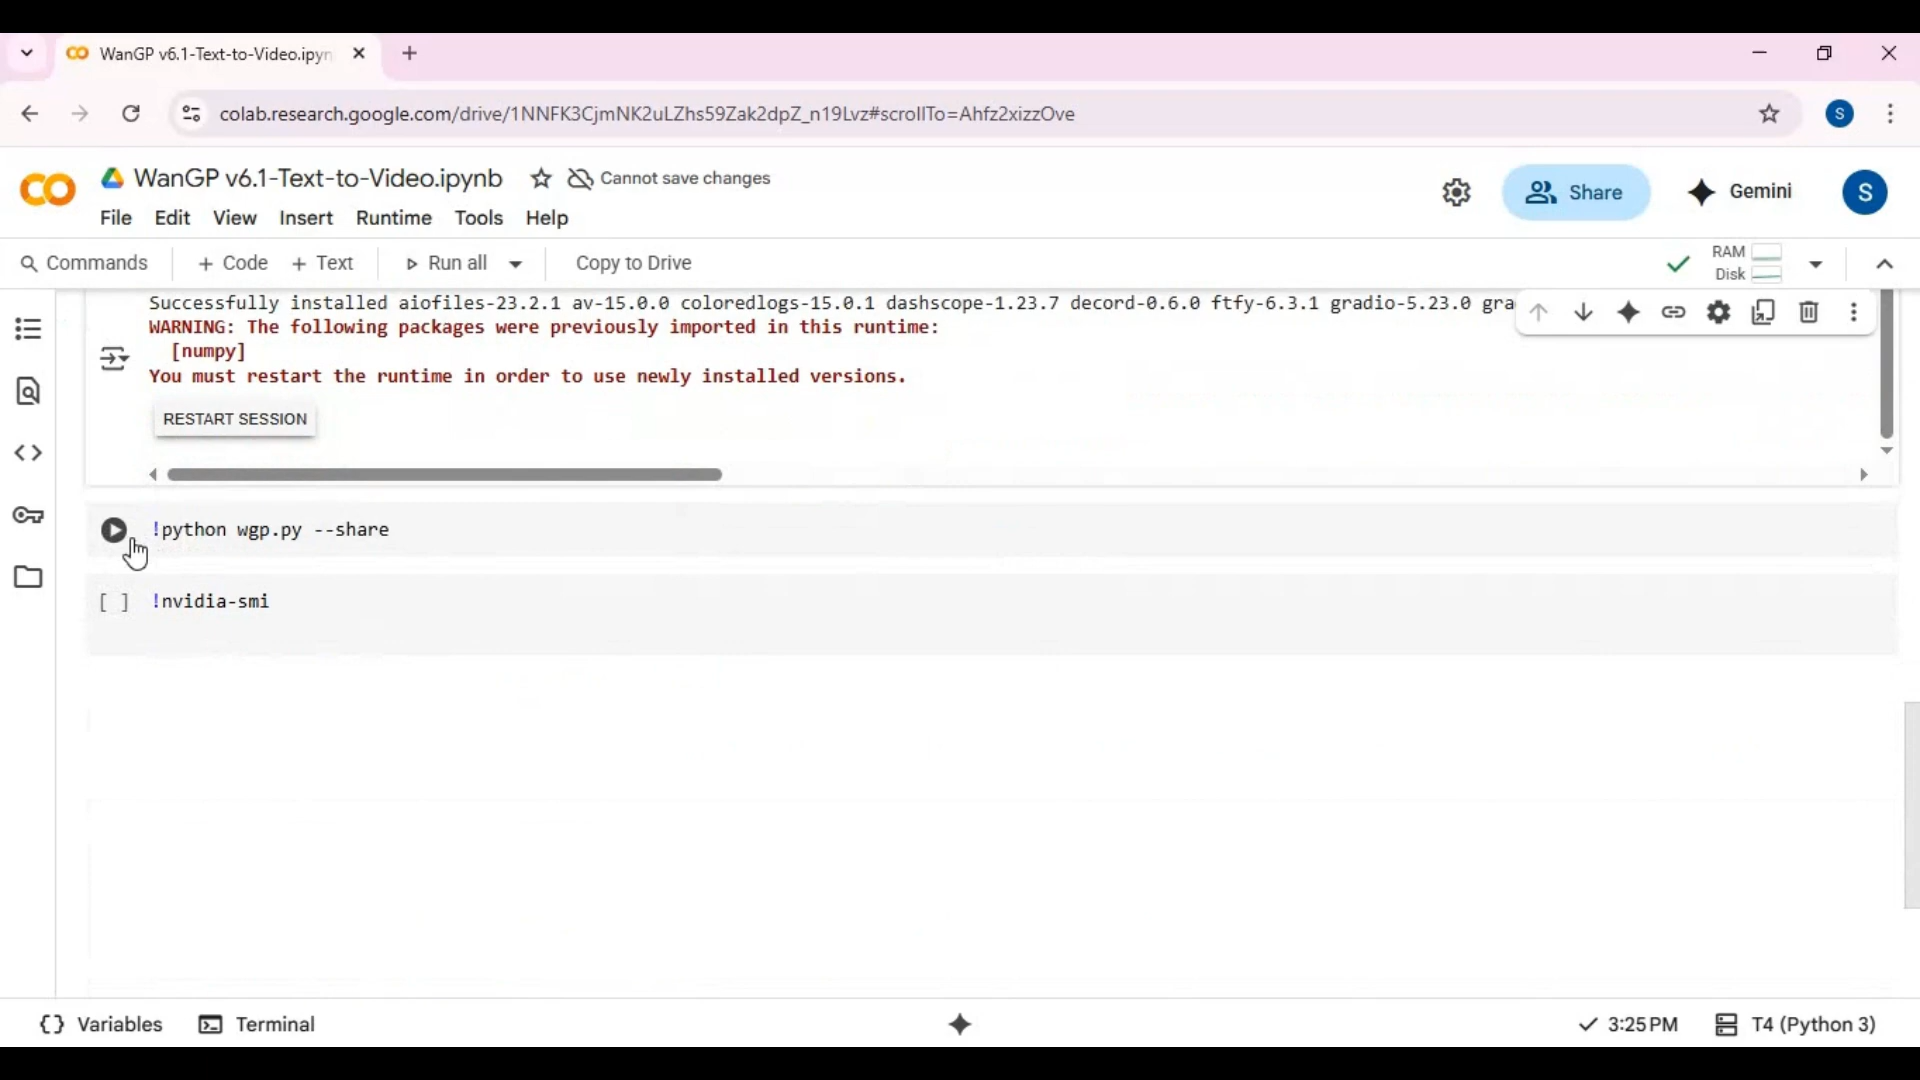 WanGP v6.1-Text-to-Video.ipyn
colab.research.google.com/drive/1NNFK3CjmNK2uLZhs59Zak2dpZ_n19Lvz#scrollTo=Ahfz2xizzOve
S
WanGP v6.1-Text-to-Video.ipynb
Cannot save changes
File Edit View Insert Runtime Tools Help
Share
Gemini
S
Commands
+ Code + Text
Run all
Copy to Drive
RAM
Disk
Successfully installed aiofiles-23.2.1 av-15.0.0 coloredlogs-15.0.1 dashscope-1.23.7 decord-0.6.0 ftfy-6.3.1 gradio-5.23.0 gra
WARNING: The following packages were previously imported in this runtime:
[numpy]
You must restart the runtime in order to use newly installed versions.
RESTART SESSION
!python wgp.py --share
[ ] !nvidia-smi
Variables
Terminal
3:25 PM
T4 (Python 3)